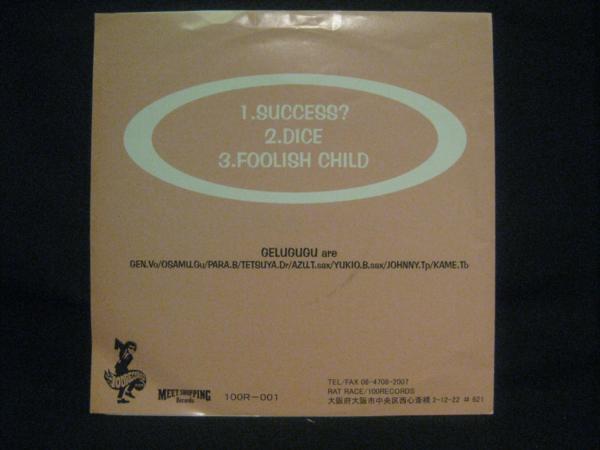 1.SUCCESS?
2.DICE
3.FOOLISH CHILD
GELUGUGU are
GEN.Vo/OSAMU.Gu/PARA.B/TETSUYA.Dr/AZU.T.sax/YUKIO.B.sax/JOHNNY.Tp/KAME.Tb
100RECORDS
MEET SHOPPING
Records
100R-001
TEL/FAX 06-4708-2007
RAT RACE/100RECORDS
大阪府大阪市中央区西心斎橋 2-12-22 # 621